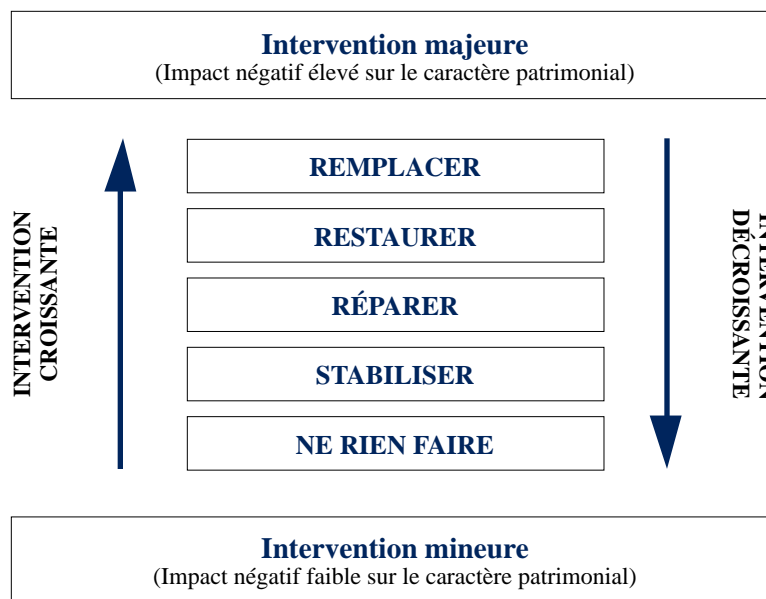 Intervention majeure
(Impact négatif élevé sur le caractère patrimonial)
INTERVENTION
CROISSANTE
REMPLACER
RESTAURER
RÉPARER
STABILISER
NE RIEN FAIRE
INTERVENTION
DÉCROISSANTE
Intervention mineure
(Impact négatif faible sur le caractère patrimonial)